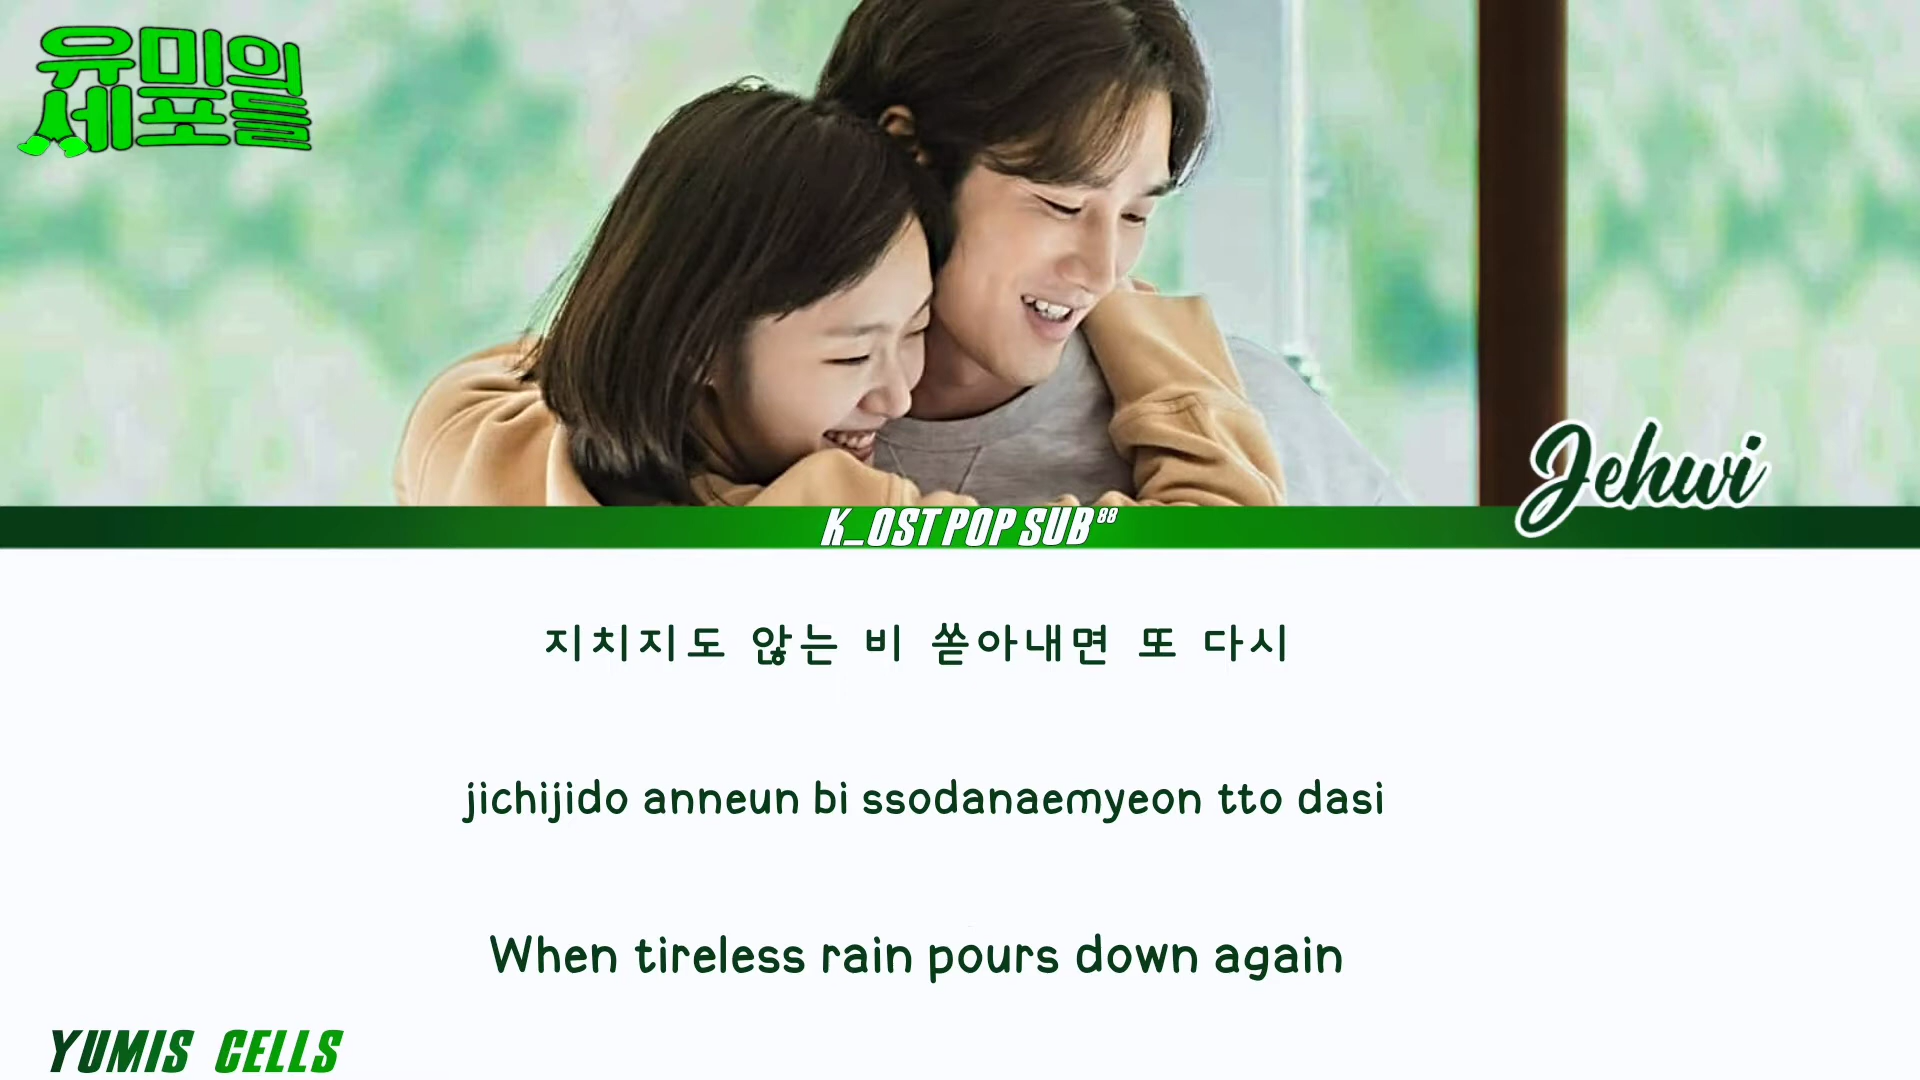 유미의
세포들
Jehwi
K_OST POP SUB88
지치지도 않는 비 쏟아내면 또 다시
jichijido anneun bi ssodanaemyeon tto dasi
When tireless rain pours down again
YUMIS CELLS